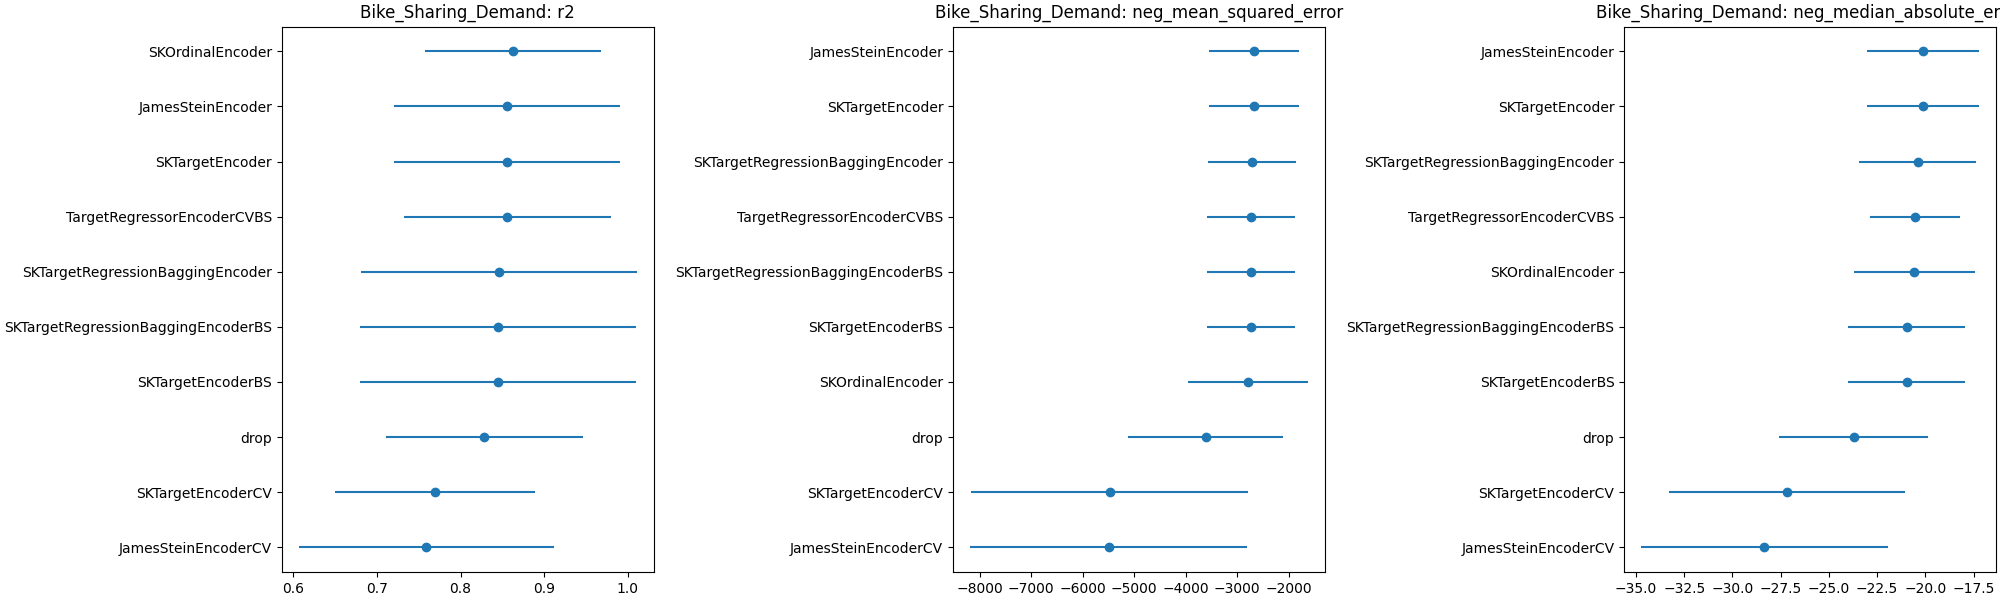 Bike_Sharing_Demand: r2
SKOrdinalEncoder
JamesSteinEncoder
SKTargetEncoder
TargetRegressorEncoderCVBS
SKTargetRegressionBaggingEncoder
SKTargetRegressionBaggingEncoderBS
SKTargetEncoderBS
drop
SKTargetEncoderCV
JamesSteinEncoderCV
0.6 0.7 0.8 0.9 1.0
Bike_Sharing_Demand: neg_mean_squared_error
JamesSteinEncoder
SKTargetEncoder
SKTargetRegressionBaggingEncoder
TargetRegressorEncoderCVBS
SKTargetRegressionBaggingEncoderBS
SKTargetEncoderBS
SKOrdinalEncoder
drop
SKTargetEncoderCV
JamesSteinEncoderCV
−8000 −7000 −6000 −5000 −4000 −3000 −2000
Bike_Sharing_Demand: neg_median_absolute_er
JamesSteinEncoder
SKTargetEncoder
SKTargetRegressionBaggingEncoder
TargetRegressorEncoderCVBS
SKOrdinalEncoder
SKTargetRegressionBaggingEncoderBS
SKTargetEncoderBS
drop
SKTargetEncoderCV
JamesSteinEncoderCV
−35.0 −32.5 −30.0 −27.5 −25.0 −22.5 −20.0 −17.5